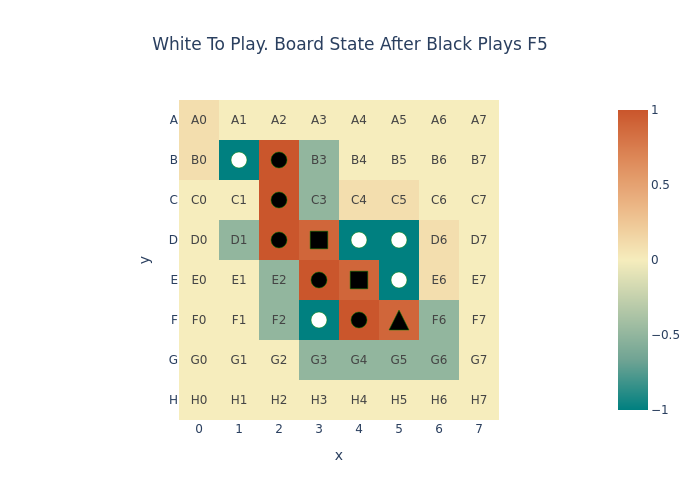 White To Play. Board State After Black Plays F5
A A0 A1 A2 A3 A4 A5 A6 A7
B B0 B3 B4 B5 B6 B7
C C0 C1 C3 C4 C5 C6 C7
D D0 D1 D6 D7
E E0 E1 E2 E6 E7
F F0 F1 F2 F6 F7
G G0 G1 G2 G3 G4 G5 G6 G7
H H0 H1 H2 H3 H4 H5 H6 H7
0 1 2 3 4 5 6 7
x
y
1
0.5
0
−0.5
−1